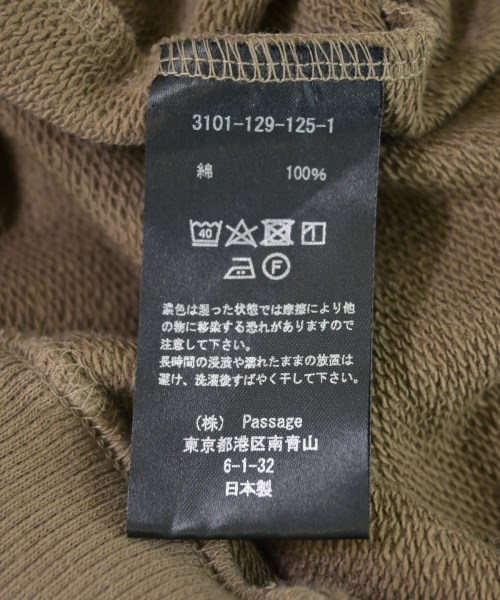 3101-129-125-1
綿 100%
40
F
濃色は湿った状態では摩擦により他
の物に移染する恐れがありますので
注意して下さい。
長時間の浸漬や濡れたままの放置は
避け、洗濯後すばやく干して下さい。
(株) Passage
東京都港区南青山
6-1-32
日本製